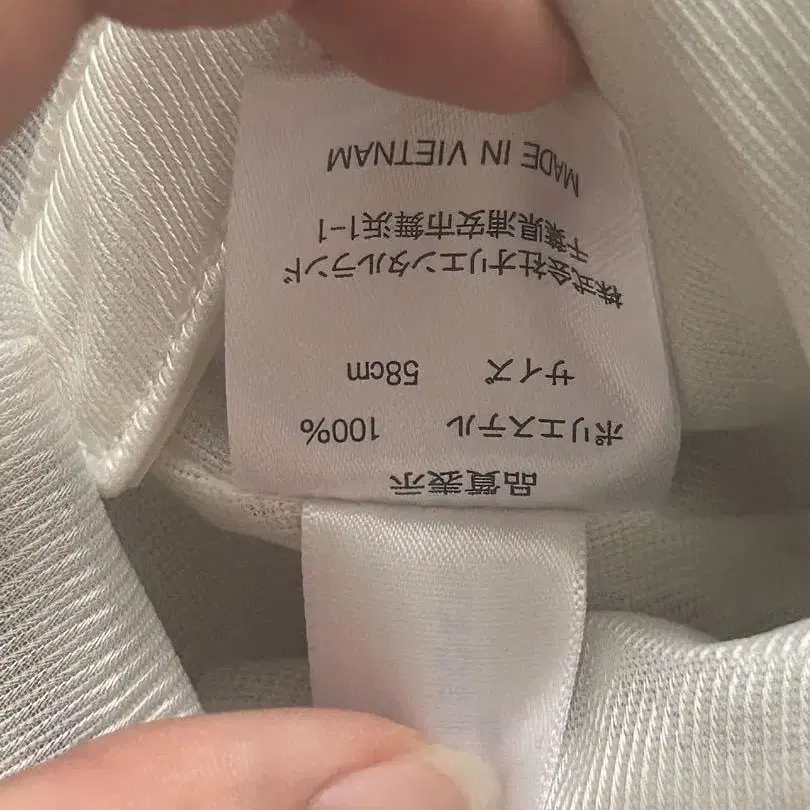 品質表示
ポリエステル 100%
サイズ 58cm
株式会社オリエンタルランド
千葉県浦安市舞浜1-1
MADE IN VIETNAM